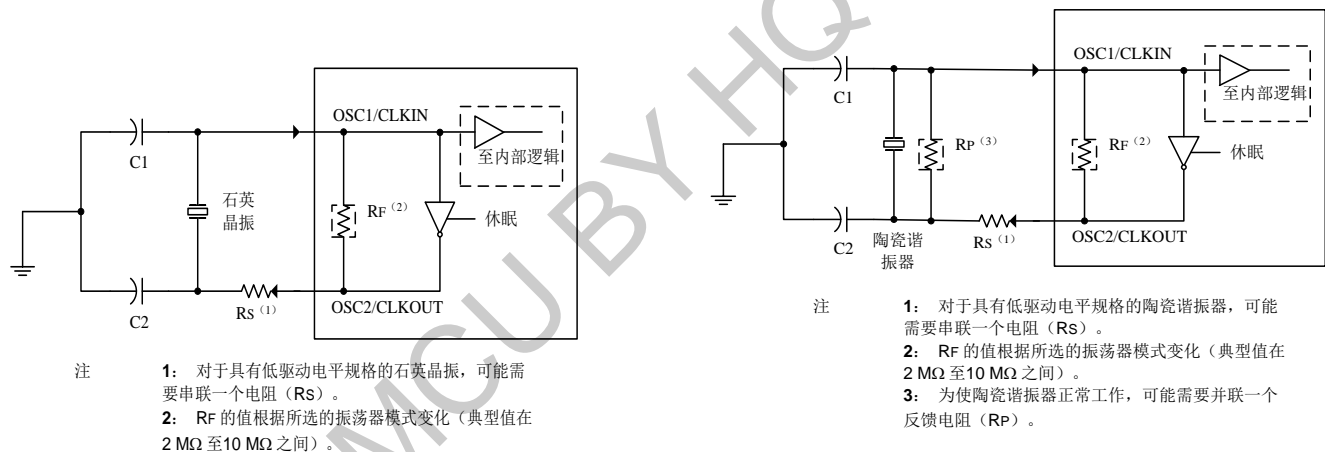 OSC1/CLKIN
至内部逻辑
C1
石英
晶振
RF（2）
休眠
C2
RS（1）
OSC2/CLKOUT
注
1： 对于具有低驱动电平规格的石英晶振，可能需
要串联一个电阻（RS）。
2： RF 的值根据所选的振荡器模式变化（典型值在
2 MΩ 至10 MΩ 之间）。
OSC1/CLKIN
至内部逻辑
C1
RP（3）
RF（2）
休眠
C2
陶瓷谐
振器
RS（1）
OSC2/CLKOUT
注
1： 对于具有低驱动电平规格的陶瓷谐振器，可能
需要串联一个电阻（RS）。
2： RF 的值根据所选的振荡器模式变化（典型值在
2 MΩ 至10 MΩ 之间）。
3： 为使陶瓷谐振器正常工作，可能需要并联一个
反馈电阻（RP）。
MCU BY HQ